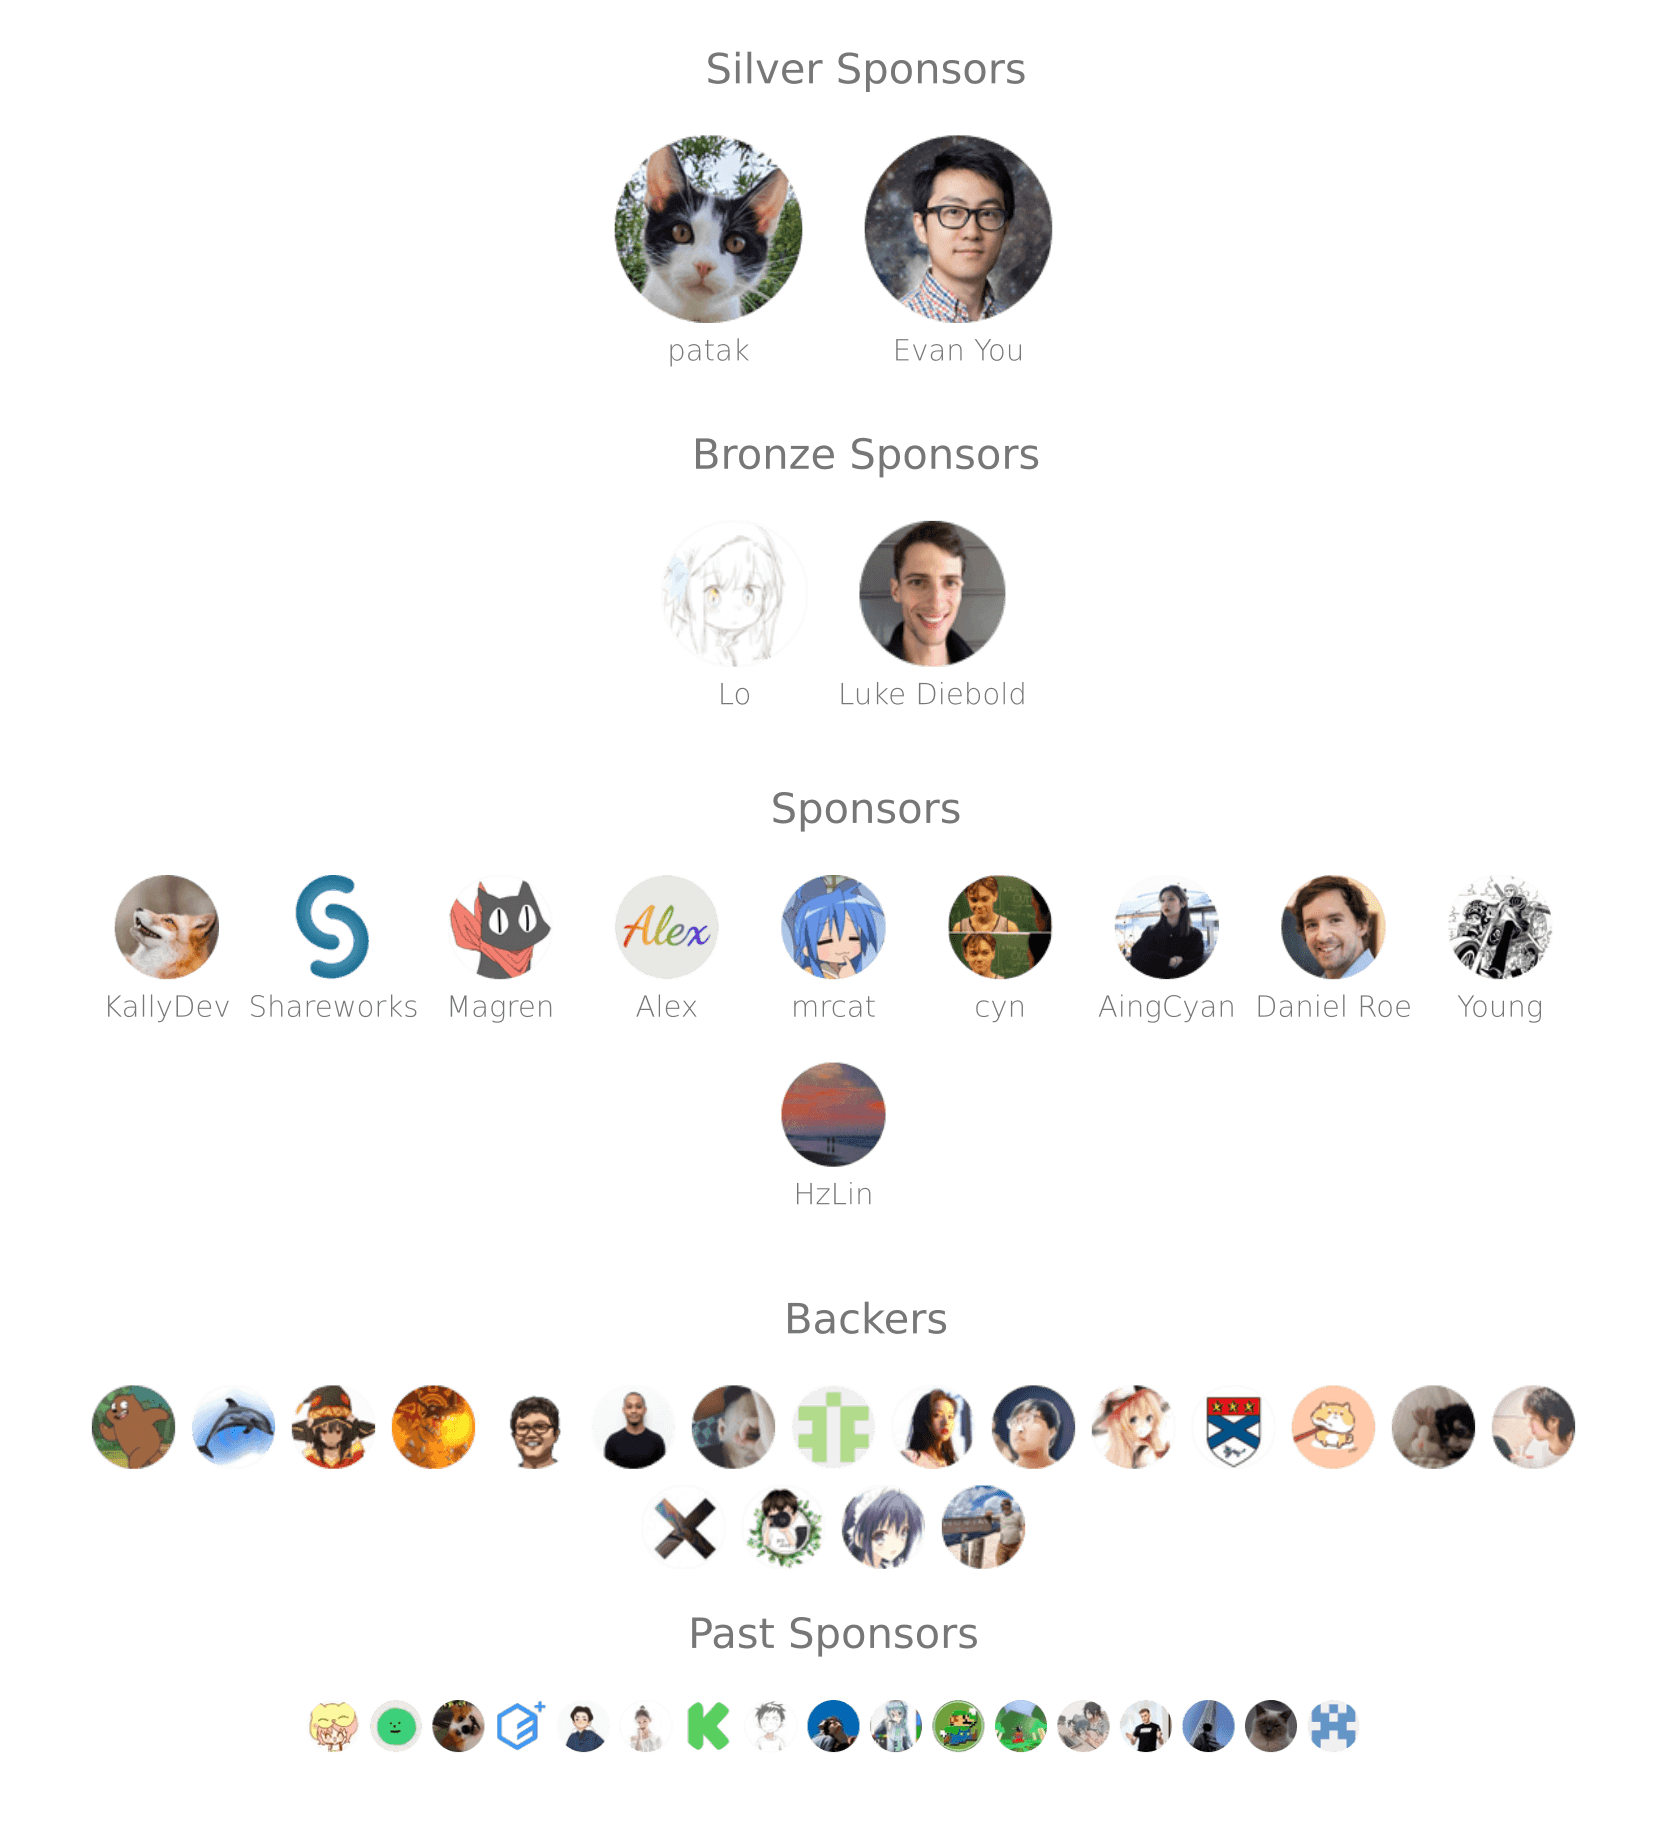 Silver Sponsors
patak Evan You
Bronze Sponsors
Lo Luke Diebold
Sponsors
Alex
KallyDev Shareworks Magren Alex mrcat cyn AingCyan Daniel Roe Young
HzLin
Backers
Past Sponsors